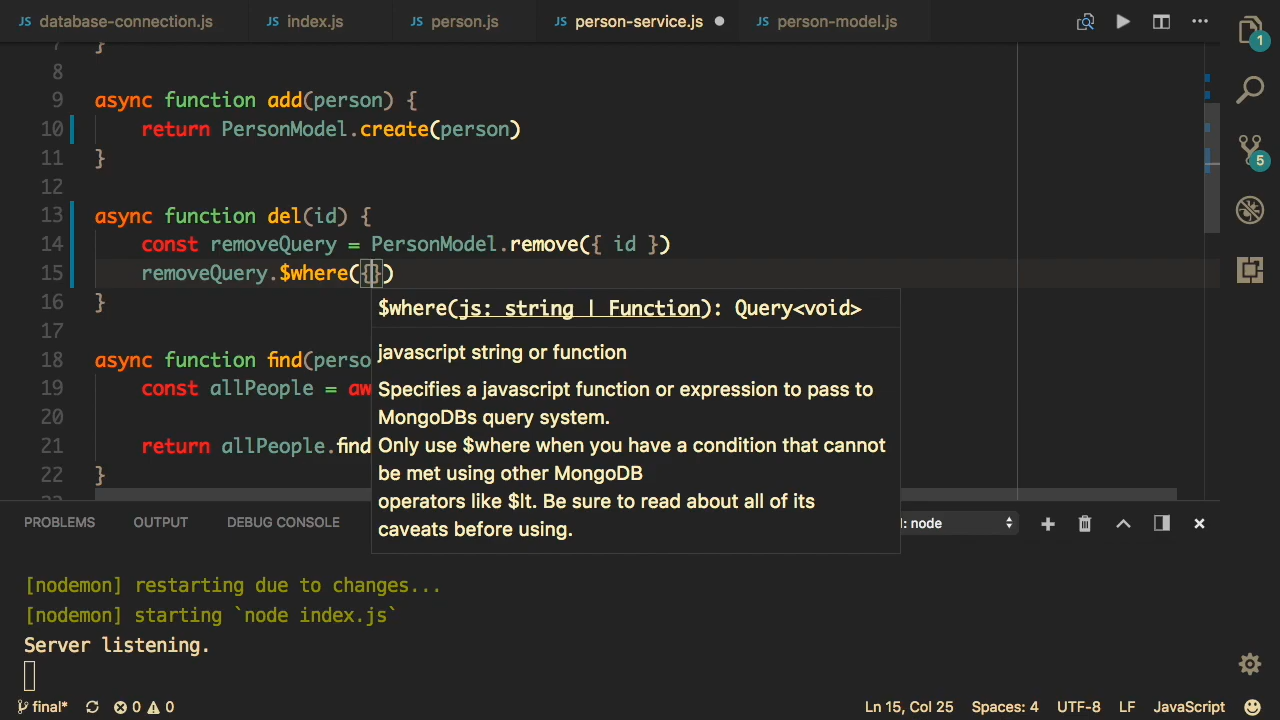 JS database-connection.js JS index.js JS person.js JS person-service.js JS person-model.js
1
8
9 async function add(person) {
10 return PersonModel.create(person)
11 }
12
13 async function del(id) {
14 const removeQuery = PersonModel.remove({ id })
15 removeQuery.$where({})
16 }
17
18 async function find(perso
19 const allPeople = aw
20
21 return allPeople.find
22 }
5
$where(js: string | Function): Query<void>
javascript string or function
Specifies a javascript function or expression to pass to
MongoDBs query system.
Only use $where when you have a condition that cannot
be met using other MongoDB
operators like $lt. Be sure to read about all of its
caveats before using.
PROBLEMS OUTPUT DEBUG CONSOLE : node
[nodemon] restarting due to changes...
[nodemon] starting `node index.js`
Server listening.
final* 0 0 Ln 15, Col 25 Spaces: 4 UTF-8 LF JavaScript